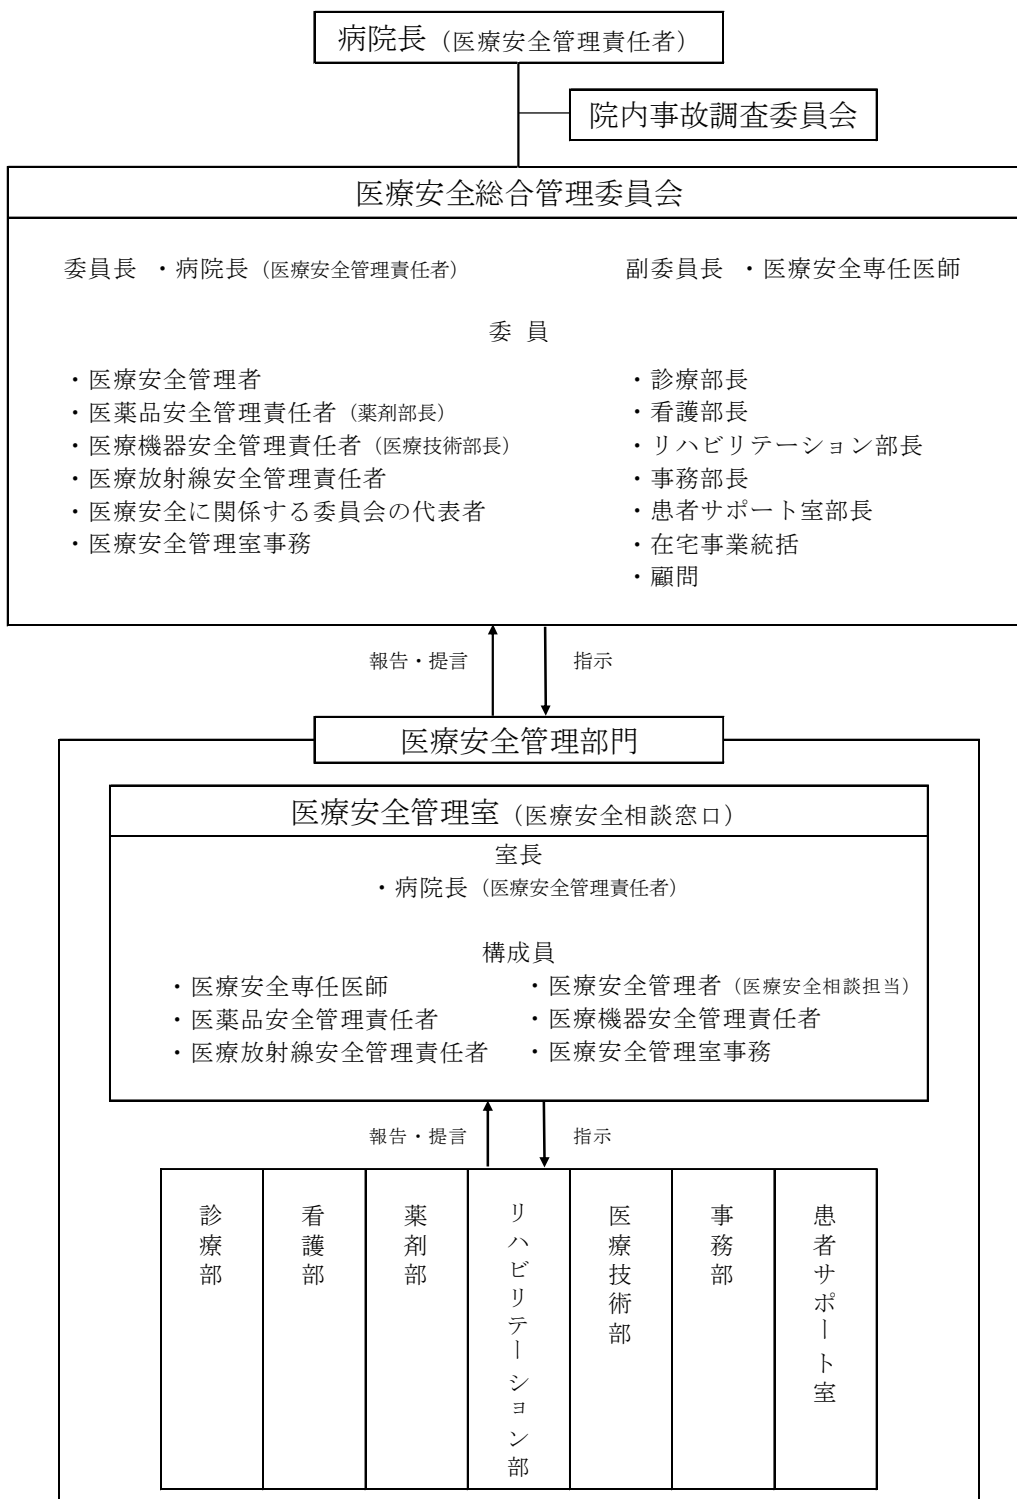 病院長（医療安全管理責任者）
院内事故調査委員会
医療安全総合管理委員会
委員長 ・病院長（医療安全管理責任者）
副委員長 ・医療安全専任医師
委 員
・医療安全管理者
・医薬品安全管理責任者（薬剤部長）
・医療機器安全管理責任者（医療技術部長）
・医療放射線安全管理責任者
・医療安全に関係する委員会の代表者
・医療安全管理室事務
・診療部長
・看護部長
・リハビリテーション部長
・事務部長
・患者サポート室部長
・在宅事業統括
・顧問
報告・提言
指示
医療安全管理部門
医療安全管理室（医療安全相談窓口）
室長
・病院長（医療安全管理責任者）
構成員
・医療安全専任医師
・医薬品安全管理責任者
・医療放射線安全管理責任者
・医療安全管理者（医療安全相談担当）
・医療機器安全管理責任者
・医療安全管理室事務
報告・提言
指示
診療部
看護部
薬剤部
リハビリテーション部
医療技術部
事務部
患者サポート室